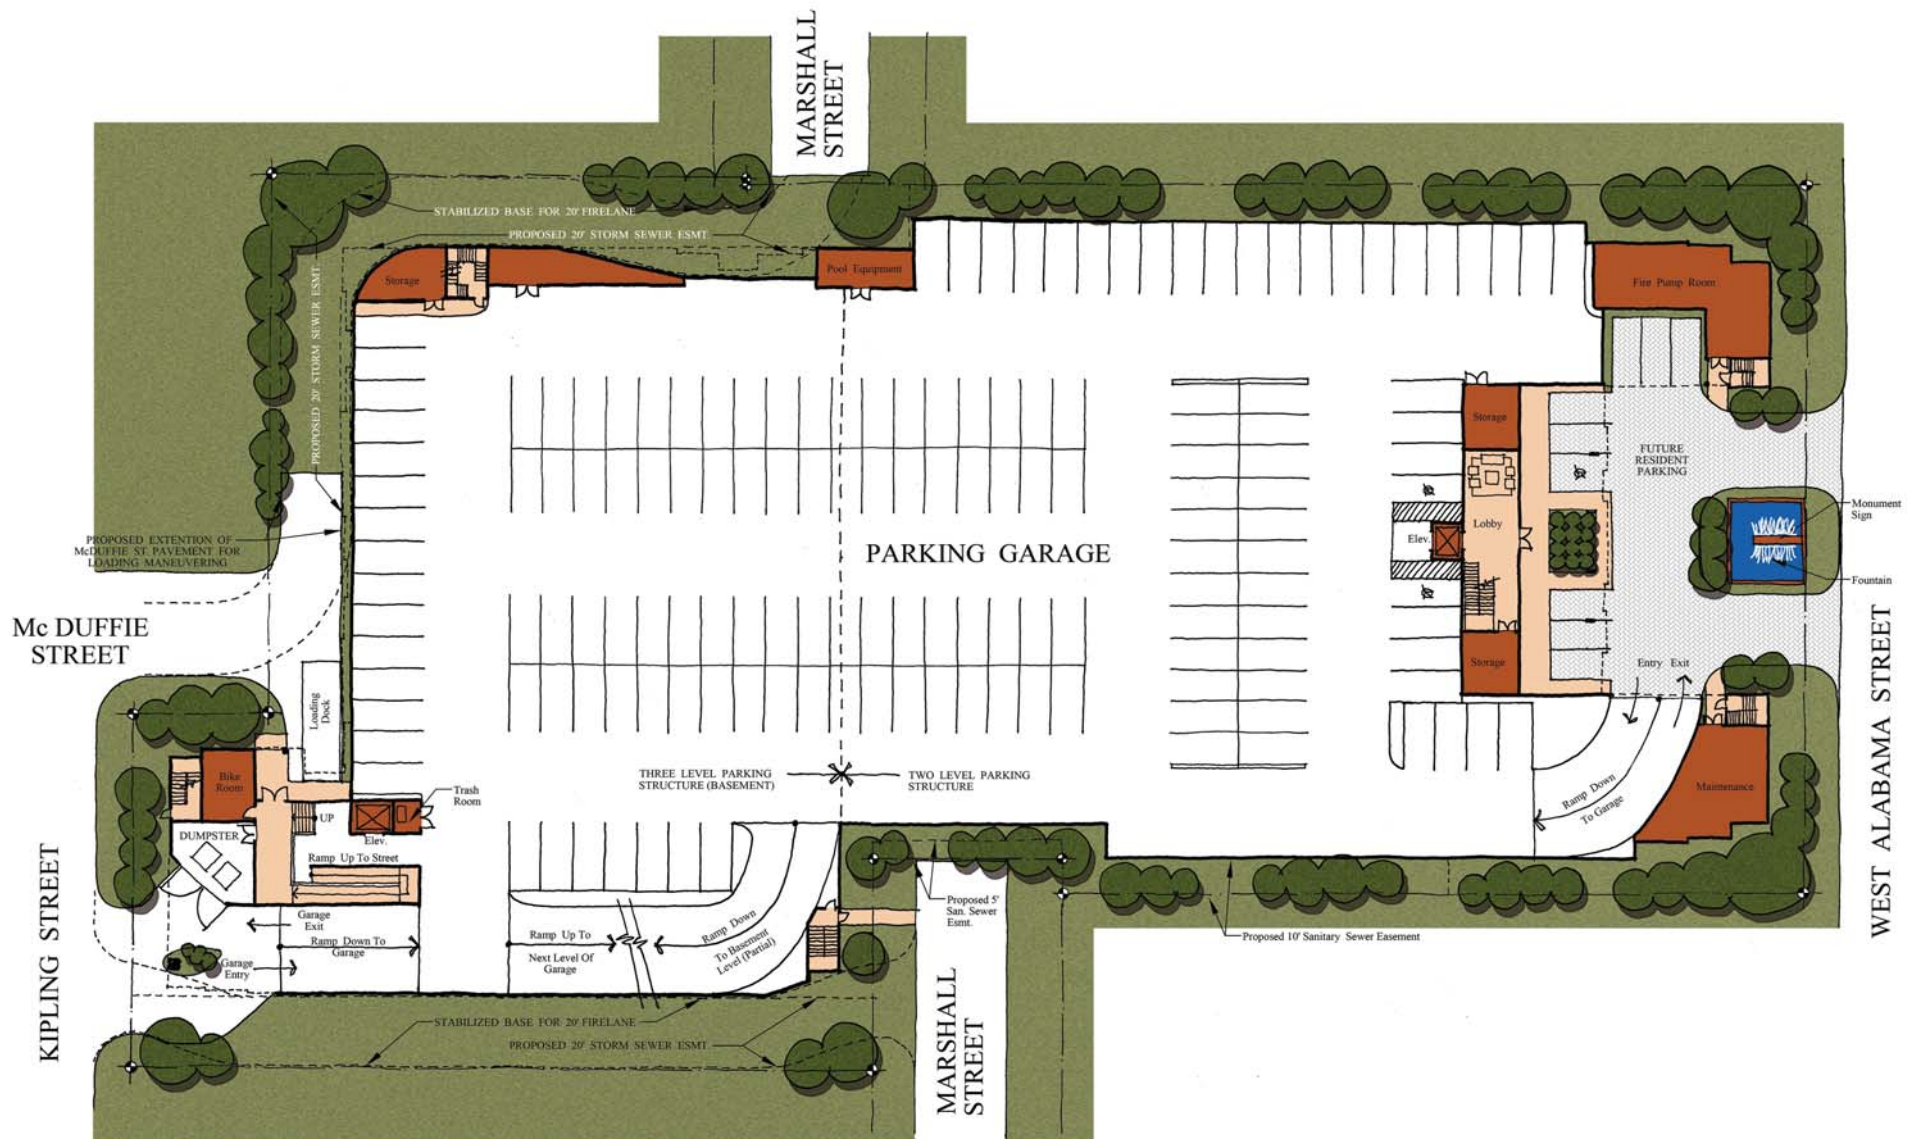 MARSHALL
STREET
STABILIZED BASE FOR 20' FIRELANE
PROPOSED 20' STORM SEWER ESMT.
Storage
Pool Equipment
Fire Pump Room
PROPOSED 20' STORM SEWER ESMT.
Storage
FUTURE
RESIDENT
PARKING
Monument
Sign
Lobby
Elev.
PARKING GARAGE
PROPOSED EXTENTION OF
McDUFFIE ST. PAVEMENT FOR
LOADING MANEUVERING
Fountain
Mc DUFFIE
STREET
Storage
Entry Exit
WEST ALABAMA STREET
Loading
Dock
Bike
Room
THREE LEVEL PARKING
STRUCTURE (BASEMENT)
TWO LEVEL PARKING
STRUCTURE
Ramp Down
To Garage
Maintenance
Trash
Room
UP
DUMPSTER
Elev.
Ramp Up To Street
KIPLING STREET
Garage
Exit
Ramp Down To
Garage
Garage
Entry
Ramp Up To
Next Level Of
Garage
Ramp Down
To Basement
Level (Partial)
Proposed 5'
San. Sewer
Esmt.
Proposed 10' Sanitary Sewer Easement
STABILIZED BASE FOR 20' FIRELANE
PROPOSED 20' STORM SEWER ESMT.
MARSHALL
STREET